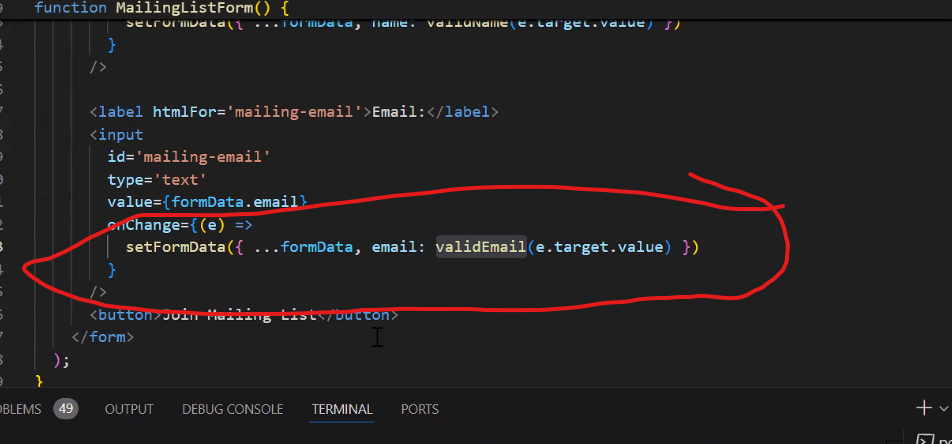 function MailingListForm() {
setFormData({ ...formData, name: validName(e.target.value) })
}
/>
<label htmlFor='mailing-email'>Email:</label>
<input
id='mailing-email'
type='text'
value={formData.email}
onChange={(e) =>
setFormData({ ...formData, email: validEmail(e.target.value) })
}
/>
<button>Join Mailing List</button>
</form>
);
}
OBLEMS 49 OUTPUT DEBUG CONSOLE TERMINAL PORTS